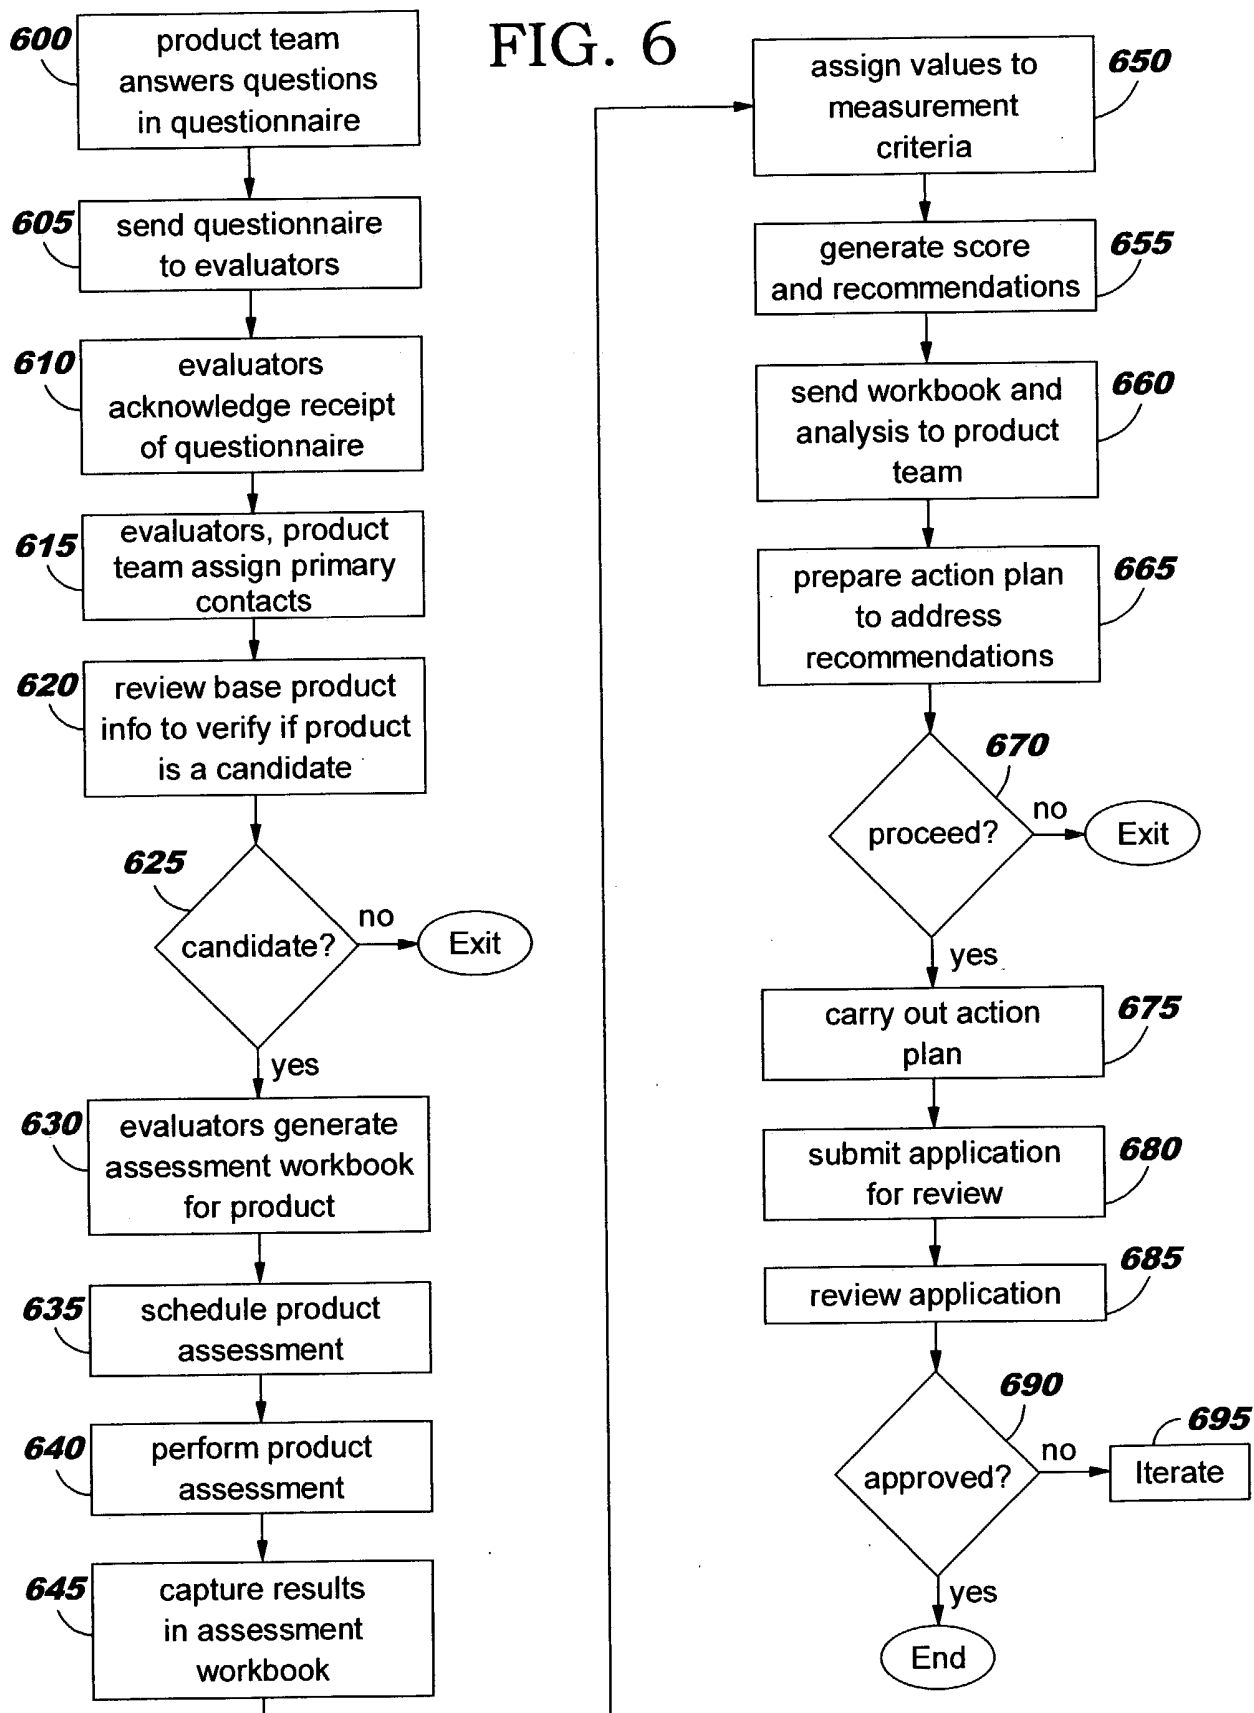 FIG. 6
600
product team
answers questions
in questionnaire
605
send questionnaire
to evaluators
610
evaluators
acknowledge receipt
of questionnaire
615
evaluators, product
team assign primary
contacts
620
review base product
info to verify if product
is a candidate
625
candidate?
no
Exit
yes
630
evaluators generate
assessment workbook
for product
635
schedule product
assessment
640
perform product
assessment
645
capture results
in assessment
workbook
650
assign values to
measurement
criteria
655
generate score
and recommendations
660
send workbook and
analysis to product
team
665
prepare action plan
to address
recommendations
670
proceed?
no
Exit
yes
675
carry out action
plan
680
submit application
for review
685
review application
690
approved?
no
695
Iterate
yes
End